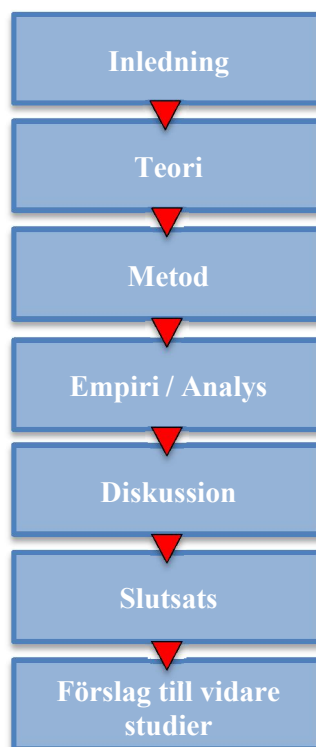 Inledning
Teori
Metod
Empiri / Analys
Diskussion
Slutsats
Förslag till vidare
studier